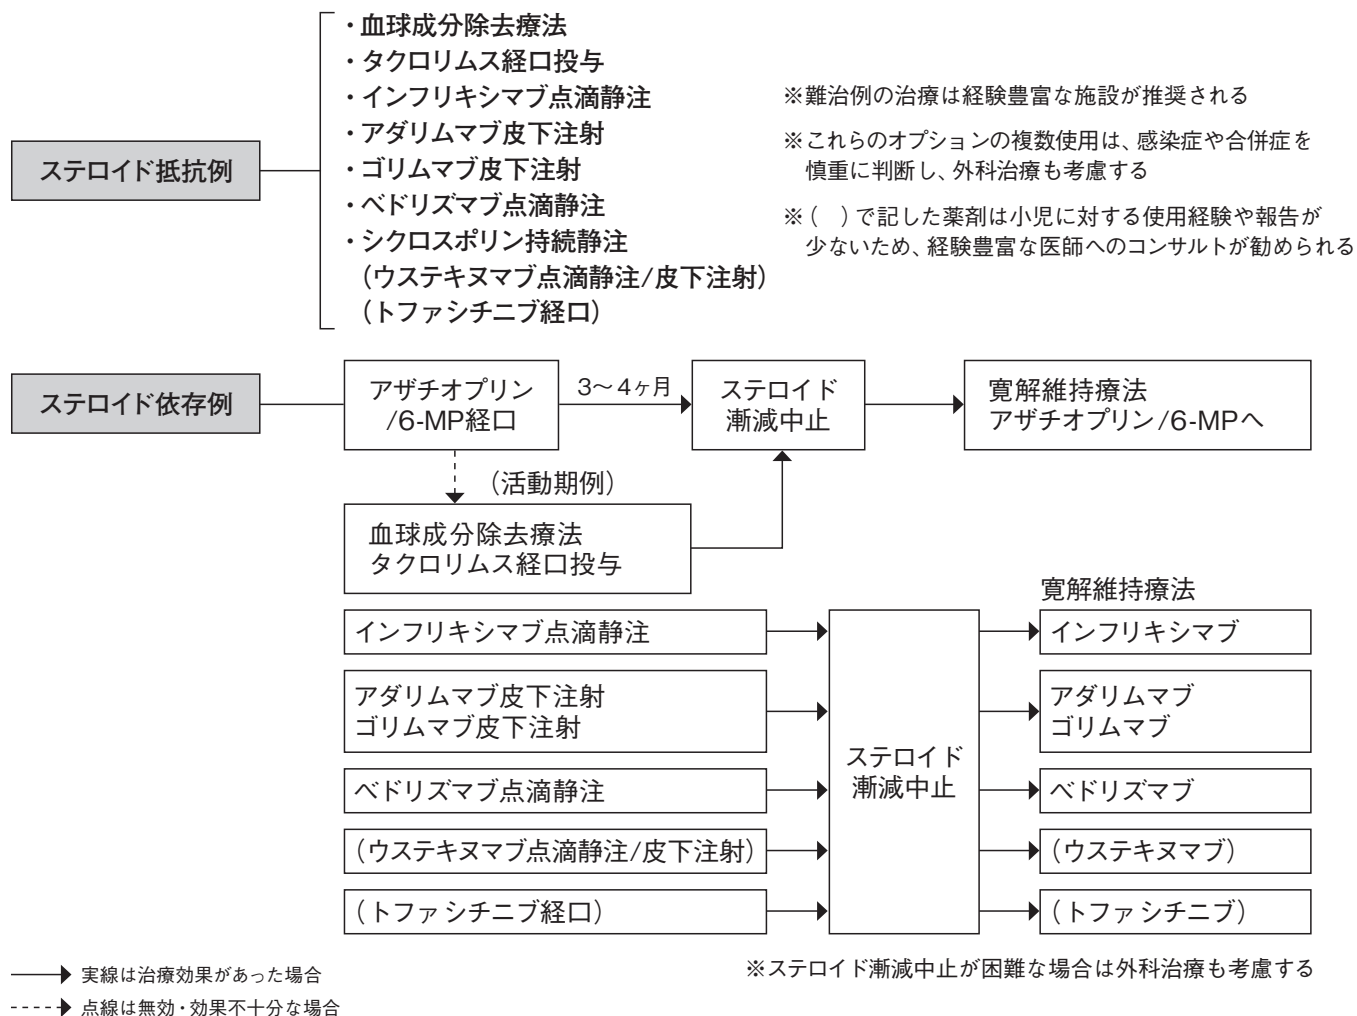 ・血球成分除去療法
・タクロリムス経口投与
・インフリキシマブ点滴静注
・アダリムマブ皮下注射
・ゴリムマブ皮下注射
・ベドリズマブ点滴静注
・シクロスポリン持続静注
（ウステキヌマブ点滴静注/皮下注射）
（トファシチニブ経口）
ステロイド抵抗例
※難治例の治療は経験豊富な施設が推奨される
※これらのオプションの複数使用は、感染症や合併症を
慎重に判断し、外科治療も考慮する
※（　）で記した薬剤は小児に対する使用経験や報告が
少ないため、経験豊富な医師へのコンサルトが勧められる
ステロイド依存例
アザチオプリン
/6-MP経口
3〜4ヶ月
ステロイド
漸減中止
寛解維持療法
アザチオプリン/6-MPへ
（活動期例）
血球成分除去療法
タクロリムス経口投与
寛解維持療法
インフリキシマブ点滴静注
インフリキシマブ
アダリムマブ皮下注射
ゴリムマブ皮下注射
アダリムマブ
ゴリムマブ
ステロイド
漸減中止
ベドリズマブ点滴静注
ベドリズマブ
（ウステキヌマブ点滴静注/皮下注射）
（ウステキヌマブ）
（トファシチニブ経口）
（トファシチニブ）
※ステロイド漸減中止が困難な場合は外科治療も考慮する
実線は治療効果があった場合
点線は無効・効果不十分な場合